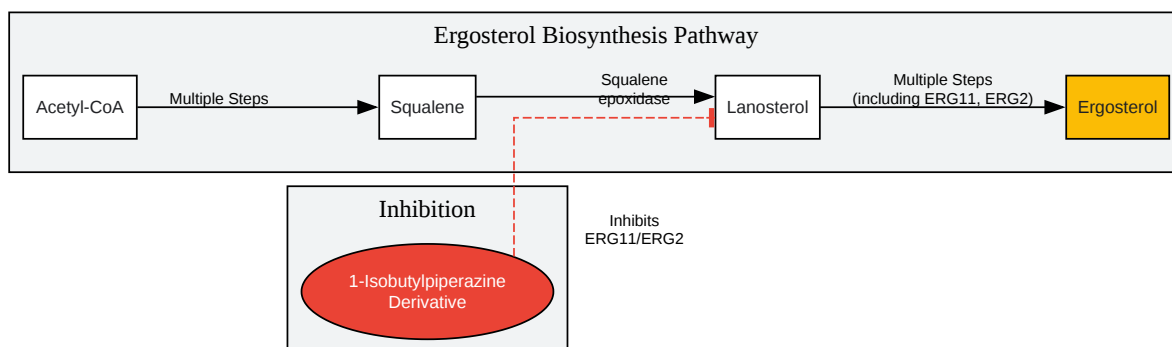 Ergosterol Biosynthesis Pathway
Acetyl-CoA
Multiple Steps
Squalene
Squalene
epoxidase
Lanosterol
Multiple Steps
(including ERG11, ERG2)
Ergosterol
Inhibition
1-Isobutylpiperazine
Derivative
Inhibits
ERG11/ERG2